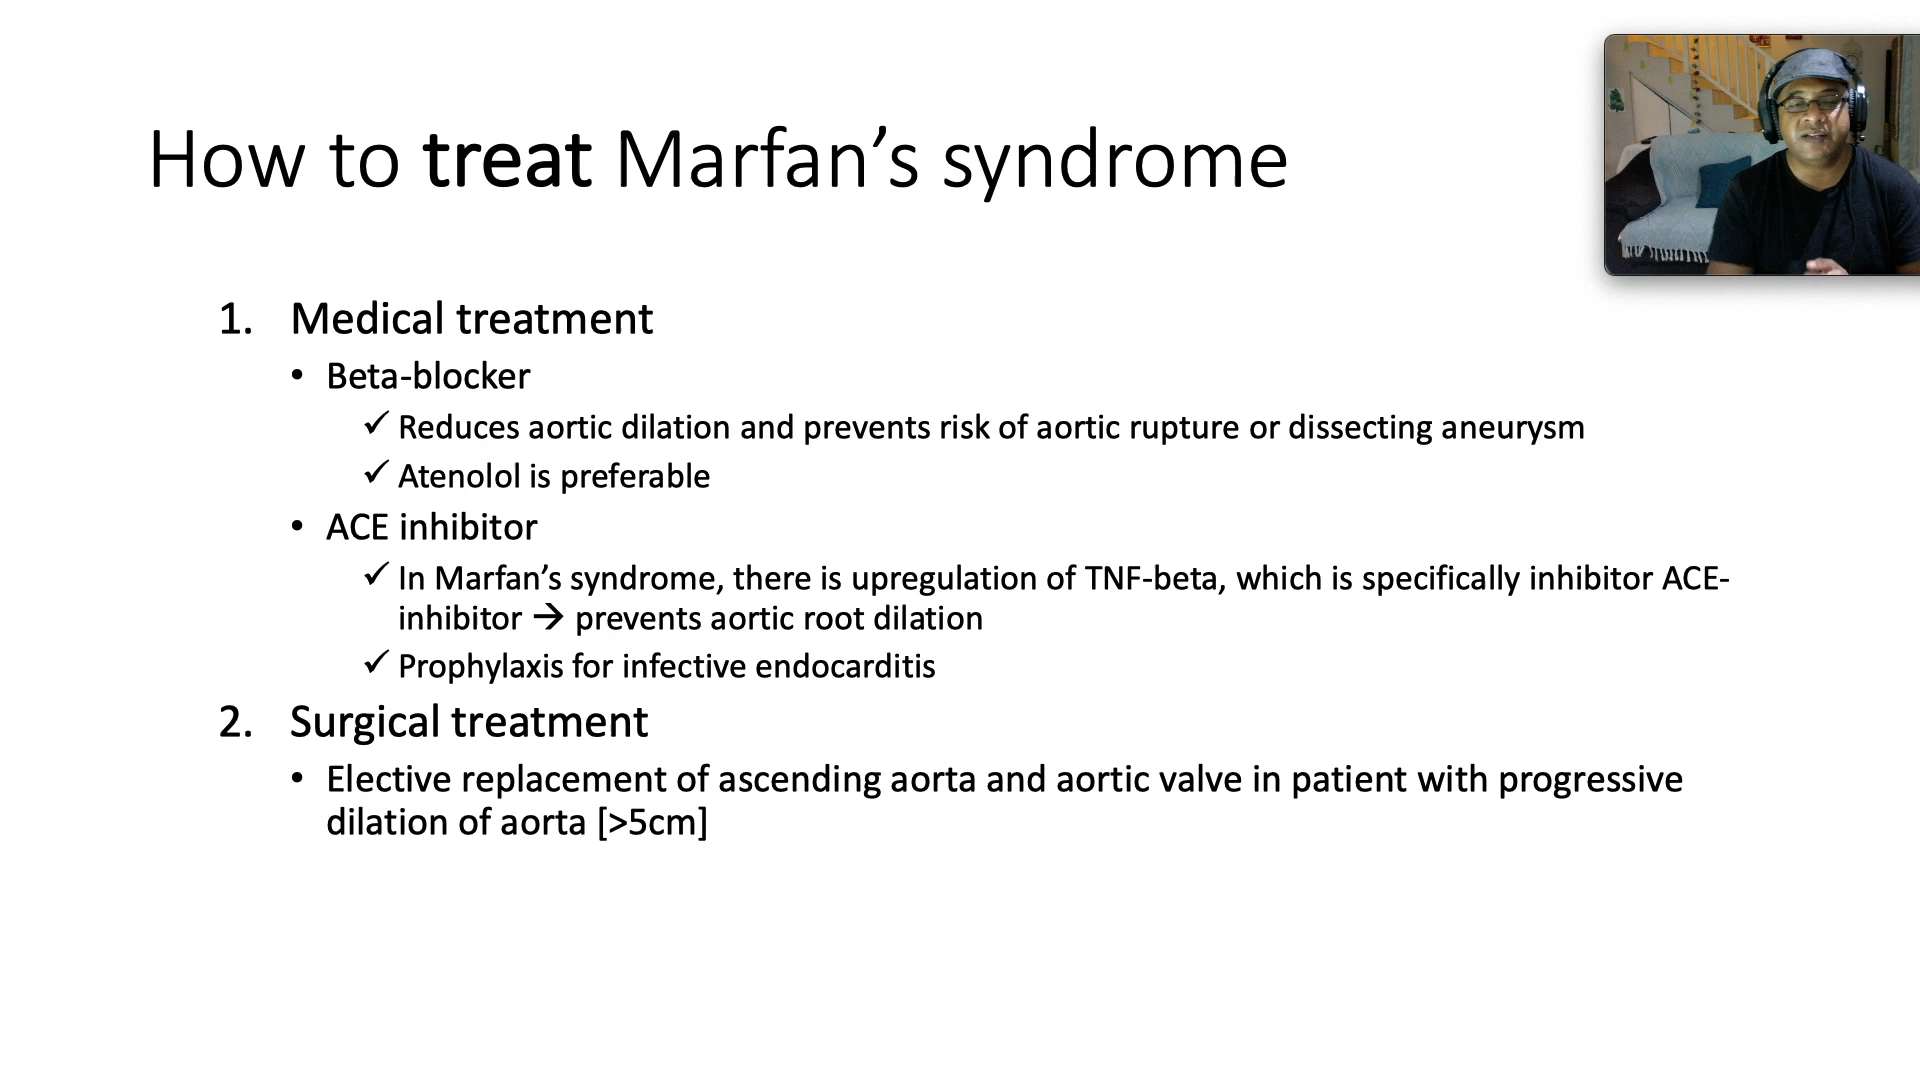 How to treat Marfan’s syndrome
1. Medical treatment
• Beta-blocker
✓ Reduces aortic dilation and prevents risk of aortic rupture or dissecting aneurysm
✓ Atenolol is preferable
• ACE inhibitor
✓ In Marfan’s syndrome, there is upregulation of TNF-beta, which is specifically inhibitor ACE-
inhibitor → prevents aortic root dilation
✓ Prophylaxis for infective endocarditis
2. Surgical treatment
• Elective replacement of ascending aorta and aortic valve in patient with progressive
dilation of aorta [>5cm]